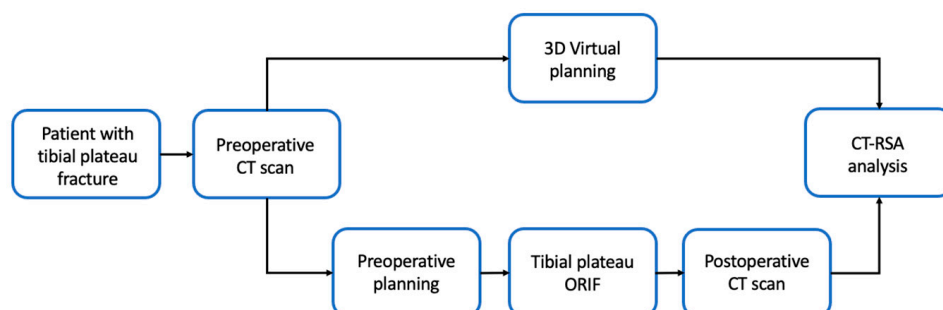 3D Virtual
planning
Patient with
tibial plateau
fracture
Preoperative
CT scan
CT-RSA
analysis
Preoperative
planning
Tibial plateau
ORIF
Postoperative
CT scan